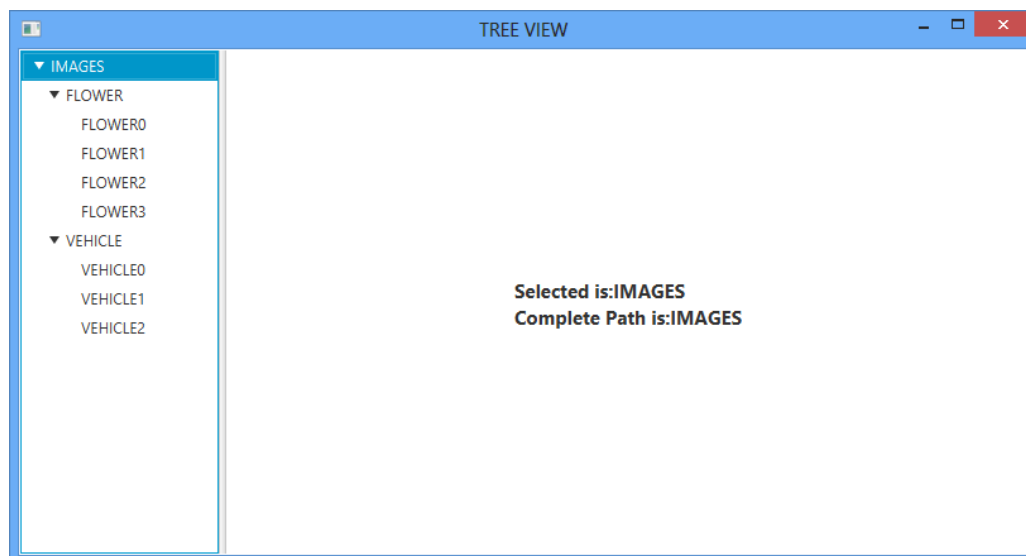 TREE VIEW
IMAGES
FLOWER
FLOWER0
FLOWER1
FLOWER2
FLOWER3
VEHICLE
VEHICLE0
VEHICLE1
VEHICLE2
Selected is:IMAGES
Complete Path is:IMAGES